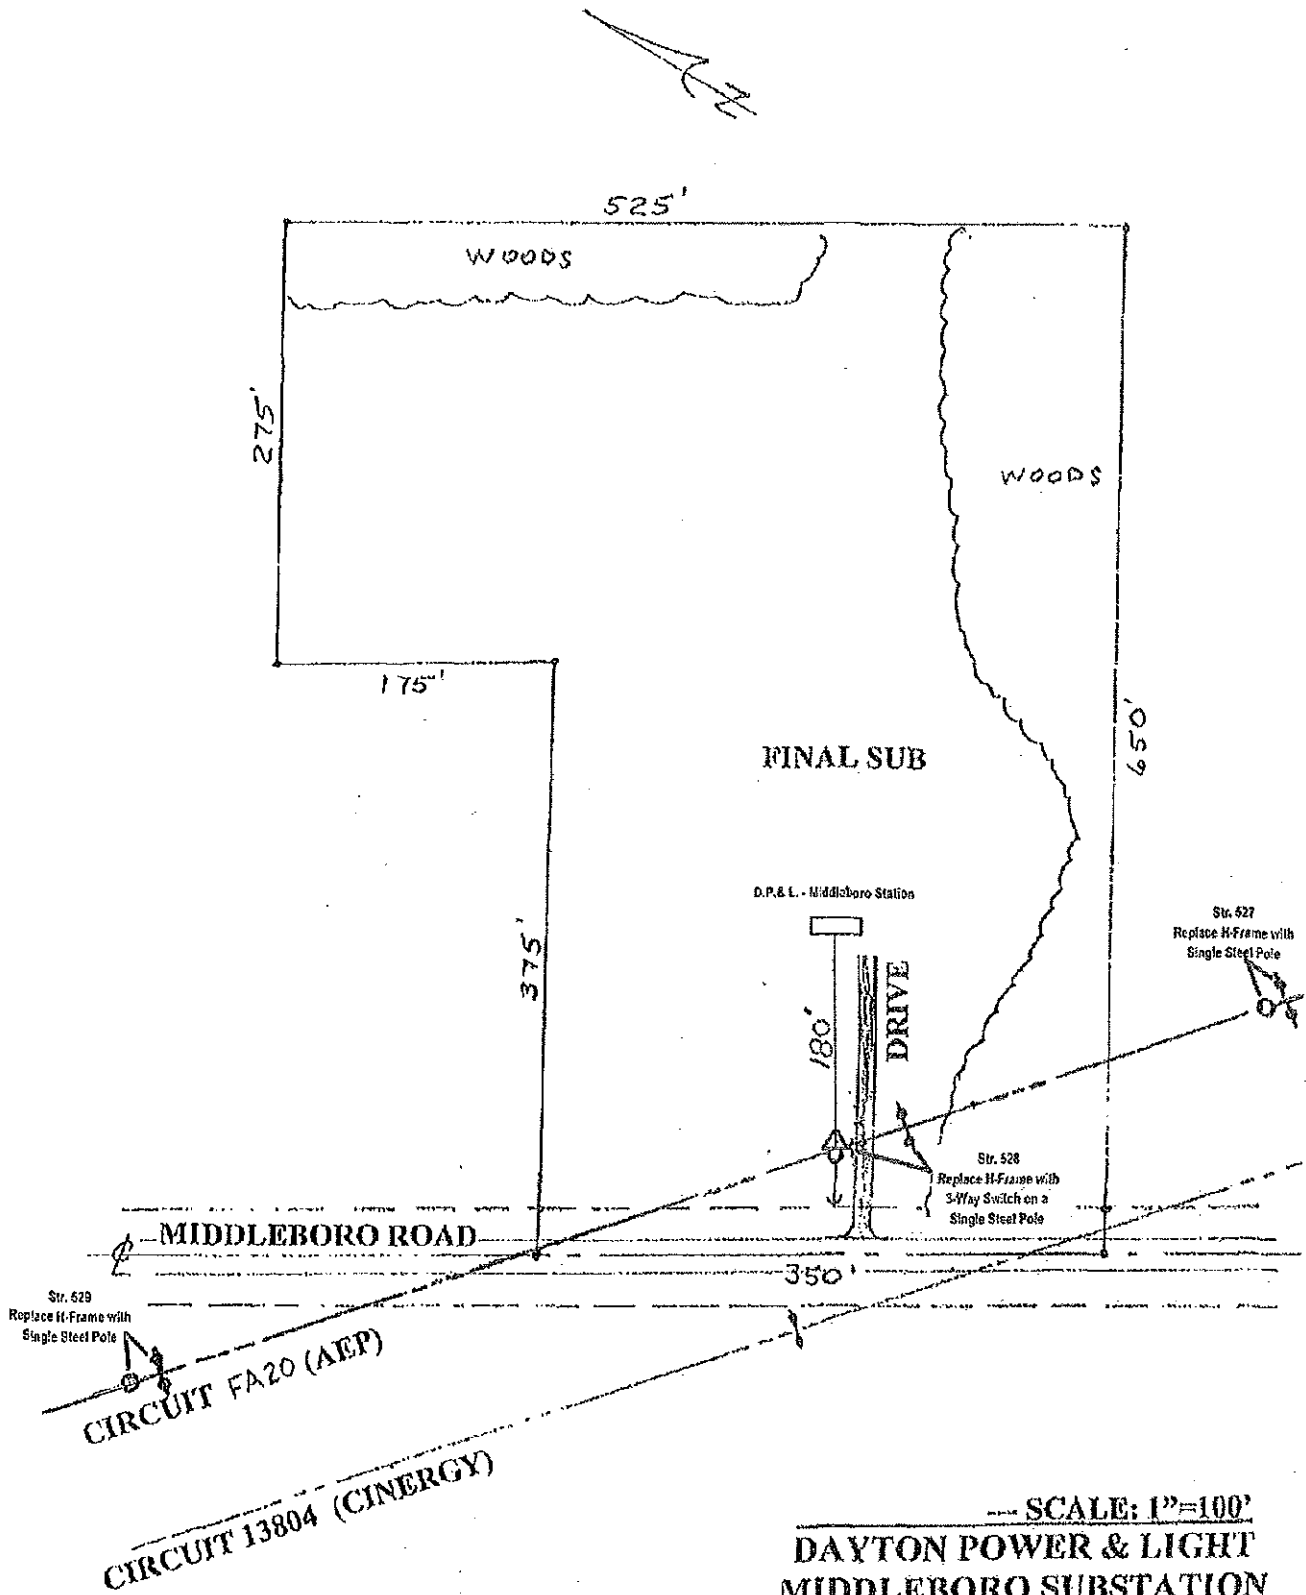 N
525'
WOODS
275'
WOODS
175'
650'
FINAL SUB
D.P.& L. - Middleboro Station
375'
180'
DRIVE
Str. 527
Replace H-Frame with
Single Steel Pole
Str. 528
Replace H-Frame with
3-Way Switch on a
Single Steel Pole
MIDDLEBORO ROAD
350'
Str. 529
Replace H-Frame with
Single Steel Pole
CIRCUIT FA20 (AEP)
CIRCUIT 13804 (CINERGY)
--- SCALE: 1"=100'
DAYTON POWER & LIGHT
MIDDLEBORO SUBSTATION